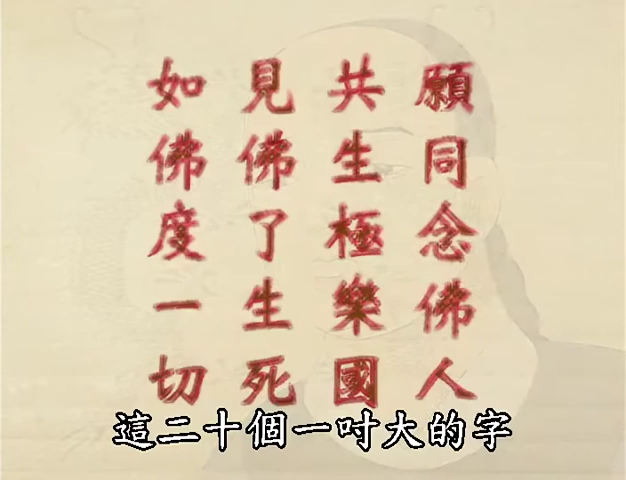 願同念佛人
共生極樂國
見佛了生死
如佛度一切
這二十個一吋大的字